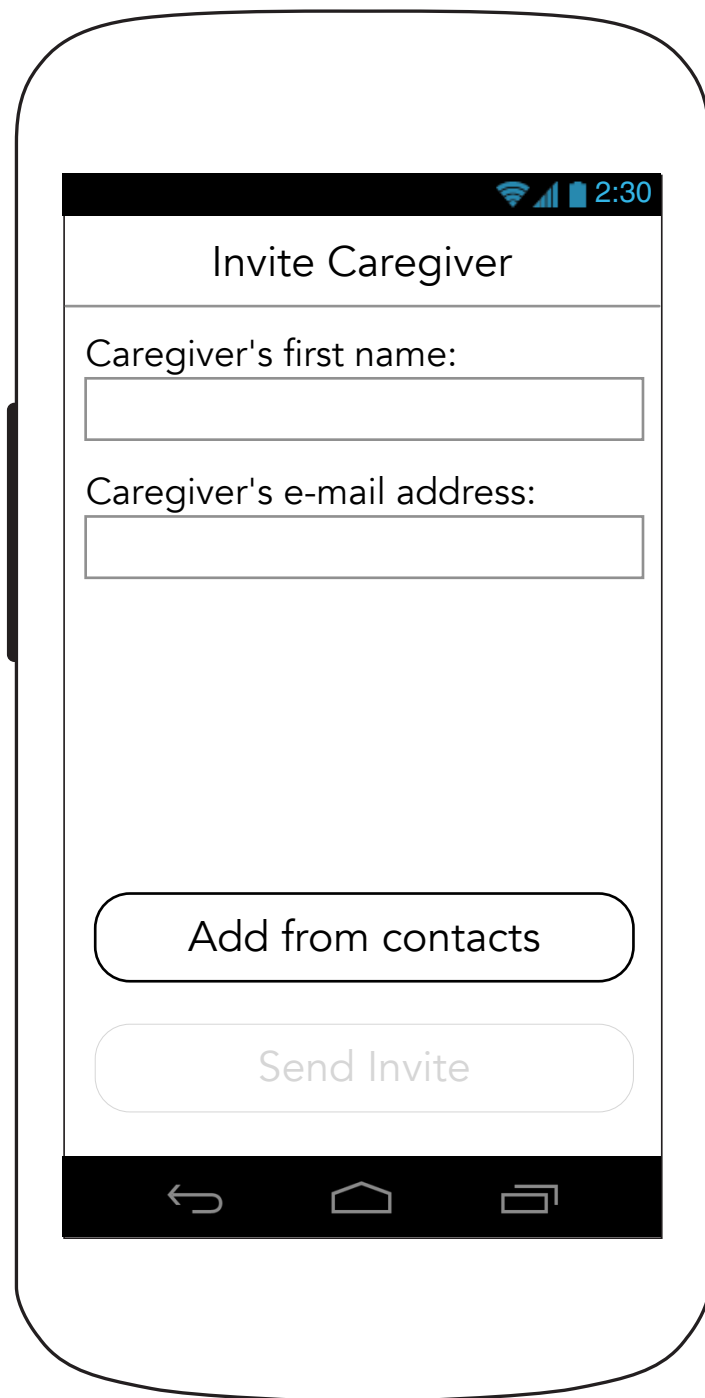 2:30
Invite Caregiver
Caregiver's first name:
Caregiver's e-mail address:
Add from contacts
Send Invite